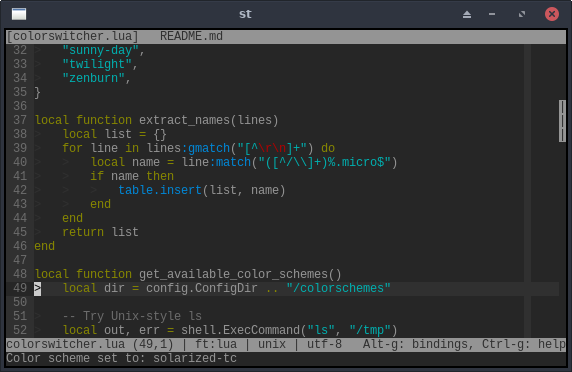 st
[colorswitcher.lua]   README.md
32     "sunny-day",
33     "twilight",
34     "zenburn",
35 }
36
37 local function extract_names(lines)
38     local list = {}
39     for line in lines:gmatch("[^\r\n]+") do
40         local name = line:match("([^/\\]+)%.micro$")
41         if name then
42             table.insert(list, name)
43         end
44     end
45     return list
46 end
47
48 local function get_available_color_schemes()
49 >   local dir = config.ConfigDir .. "/colorschemes"
50
51     -- Try Unix-style ls
52     local out, err = shell.ExecCommand("ls", "/tmp")
colorswitcher.lua (49,1) | ft:lua | unix | utf-8   Alt-g: bindings, Ctrl-g: help
Color scheme set to: solarized-tc